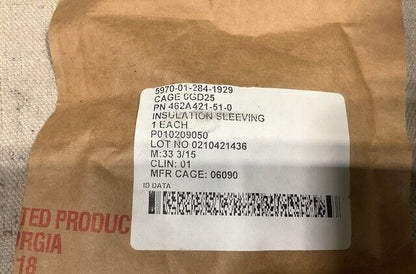 5970-01-284-1929
CAGE 0GD25
PN 462A421-51-0
INSULATION SLEEVING
1 EACH
P010209050
LOT NO 0210421436
M:33 3/15
CLIN: 01
MFR CAGE: 06090
ID DATA
TED PRODUC
RGIA
18